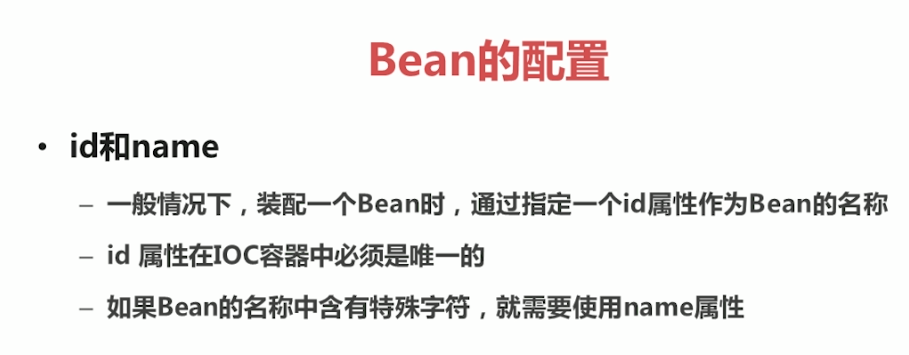 Bean的配置
• id和name
– 一般情况下，装配一个Bean时，通过指定一个id属性作为Bean的名称
– id 属性在IOC容器中必须是唯一的
– 如果Bean的名称中含有特殊字符，就需要使用name属性